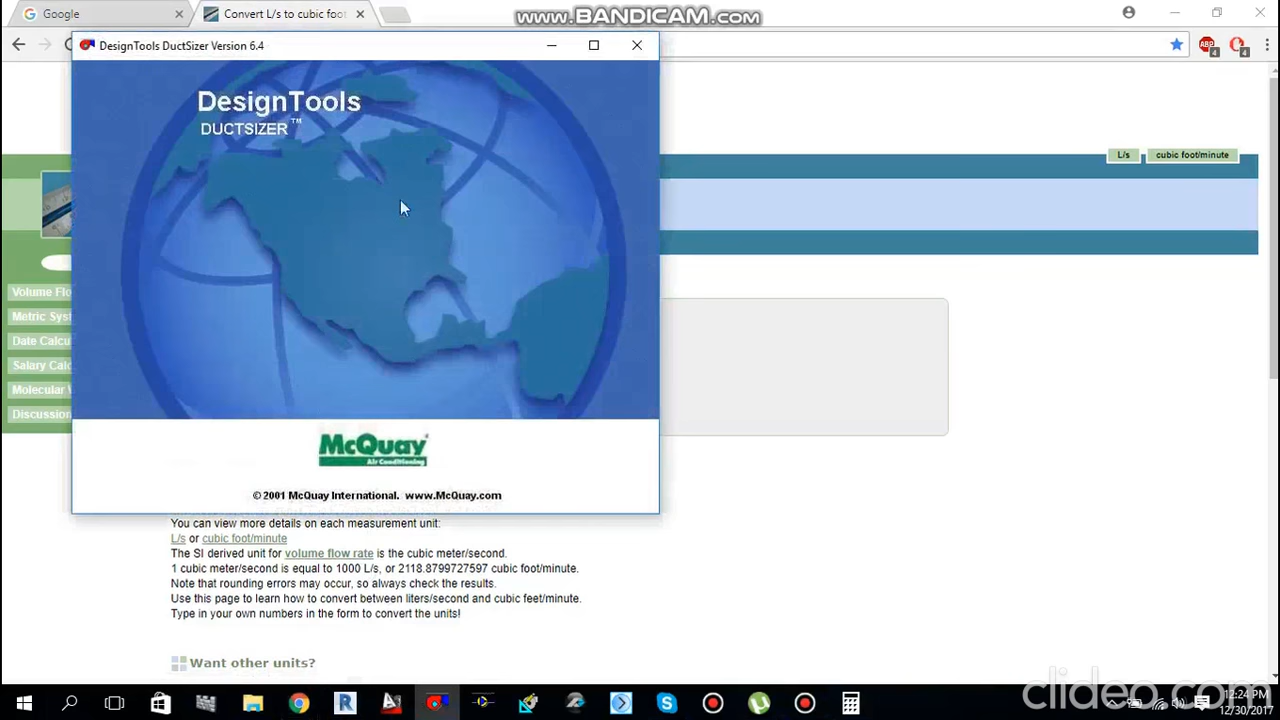 Google
Convert L/s to cubic foot
www.BANDICAM.com
DesignTools DuctSizer Version 6.4
ABP
4
4
DesignTools
DUCTSIZER™
L/s
cubic foot/minute
Volume Flo
Metric Syst
Date Calcu
Salary Calc
Molecular W
Discussion
McQuay
Air Conditioning
© 2001 McQuay International. www.McQuay.com
You can view more details on each measurement unit:
L/s or cubic foot/minute
The SI derived unit for volume flow rate is the cubic meter/second.
1 cubic meter/second is equal to 1000 L/s, or 2118.8799727597 cubic foot/minute.
Note that rounding errors may occur, so always check the results.
Use this page to learn how to convert between liters/second and cubic feet/minute.
Type in your own numbers in the form to convert the units!
Want other units?
clideo.com
12:24 PM
12/30/2017